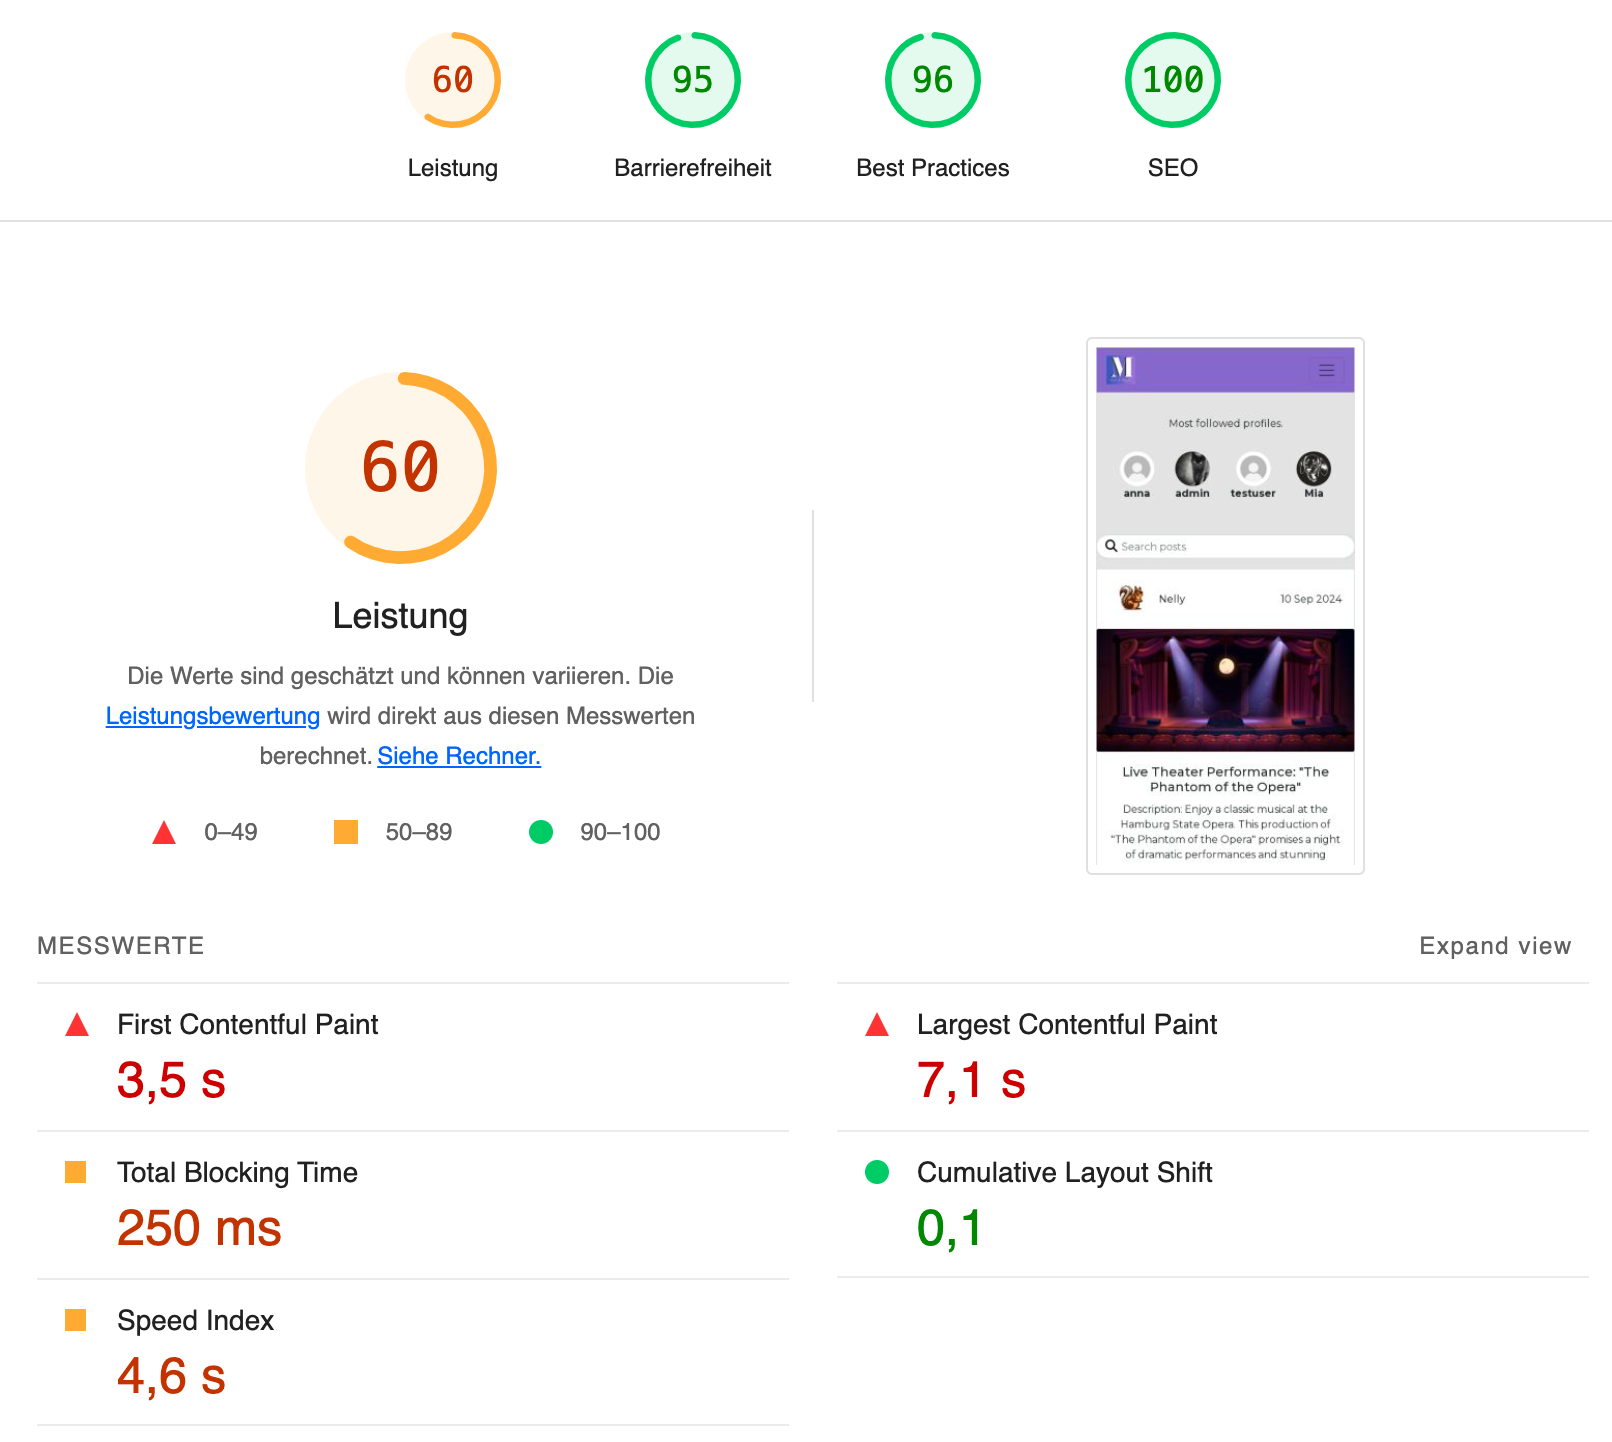 60
Leistung
95
Barrierefreiheit
96
Best Practices
100
SEO
60
Leistung
Die Werte sind geschätzt und können variieren. Die
Leistungsbewertung wird direkt aus diesen Messwerten
berechnet. Siehe Rechner.
0–49
50–89
90–100
M
Most followed profiles.
anna
admin
testuser
Mia
Search posts
Nelly
10 Sep 2024
Live Theater Performance: "The
Phantom of the Opera"
Description: Enjoy a classic musical at the
Hamburg State Opera. This production of
"The Phantom of the Opera" promises a night
of dramatic performances and stunning
MESSWERTE
Expand view
First Contentful Paint
3,5 s
Largest Contentful Paint
7,1 s
Total Blocking Time
250 ms
Cumulative Layout Shift
0,1
Speed Index
4,6 s